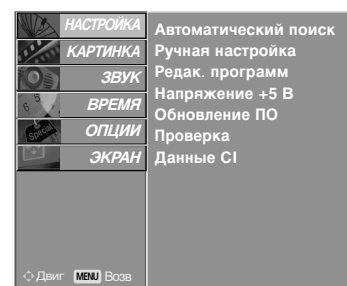 НАСТРОЙКА
КАРТИНКА
ЗВУК
ВРЕМЯ
ОПЦИИ
ЭКРАН
Автоматический поиск
Ручная настройка
Редак. программ
Напряжение +5 В
Обновление ПО
Проверка
Данные CI
Двиг MENU Возв